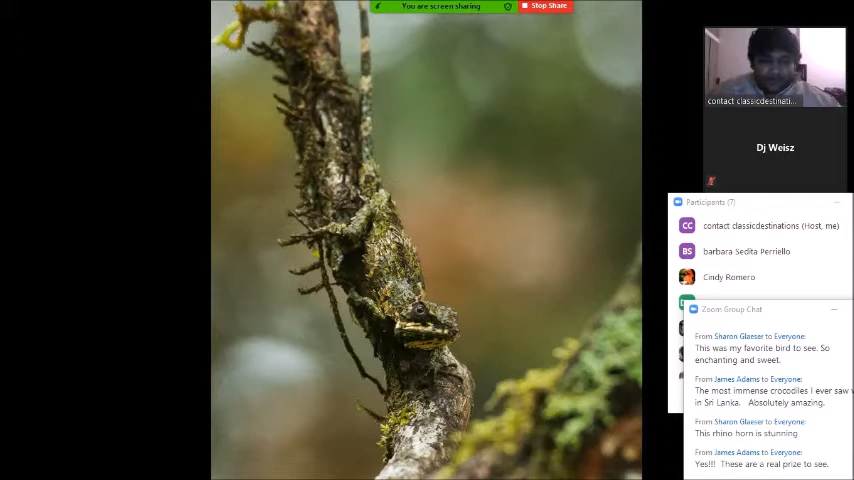 You are screen sharing
Stop Share
contact classicdestinati...
Dj Weisz
Participants (7)
CC contact classicdestinations (Host, me)
BS barbara Sedita Perriello
Cindy Romero
Zoom Group Chat
From Sharon Glaeser to Everyone:
This was my favorite bird to see. So
enchanting and sweet.
From James Adams to Everyone:
The most immense crocodiles I ever saw
in Sri Lanka. Absolutely amazing.
From Sharon Glaeser to Everyone:
This rhino horn is stunning
From James Adams to Everyone:
Yes!!! These are a real prize to see.